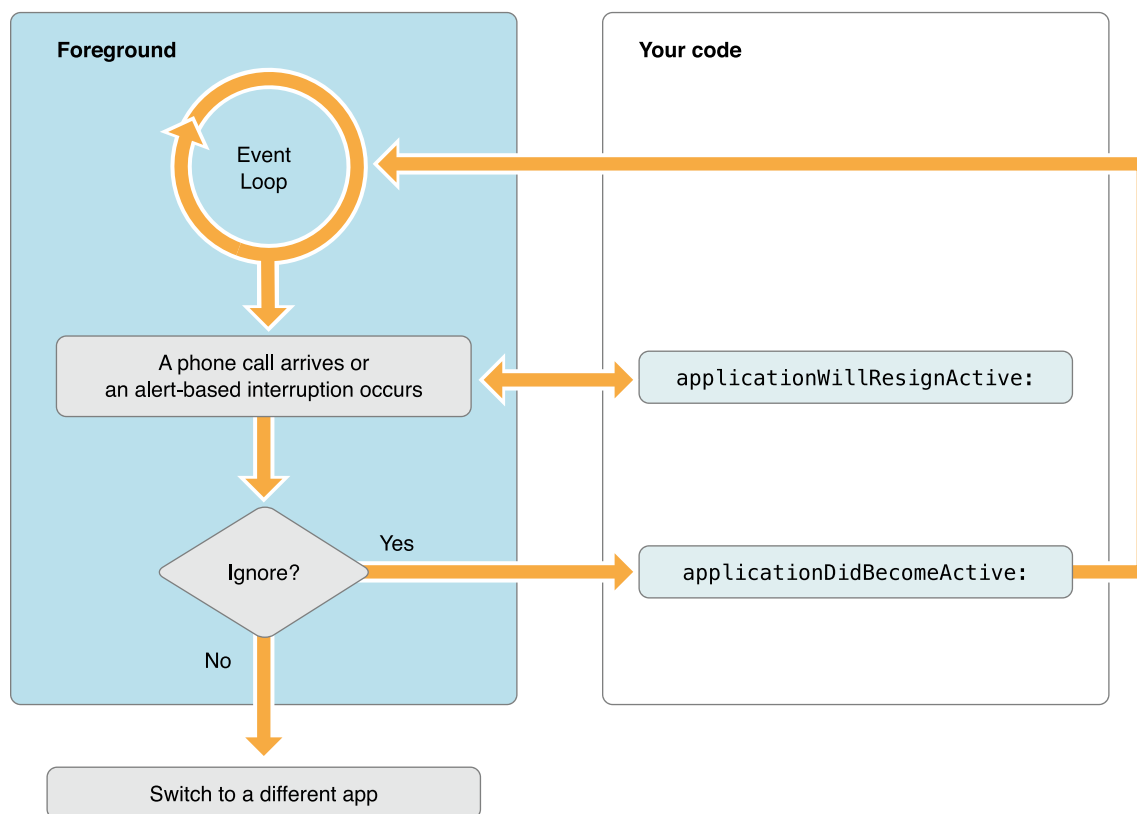 Foreground
Your code
Event
Loop
A phone call arrives or
an alert-based interruption occurs
applicationWillResignActive:
Ignore?
Yes
applicationDidBecomeActive:
No
Switch to a different app